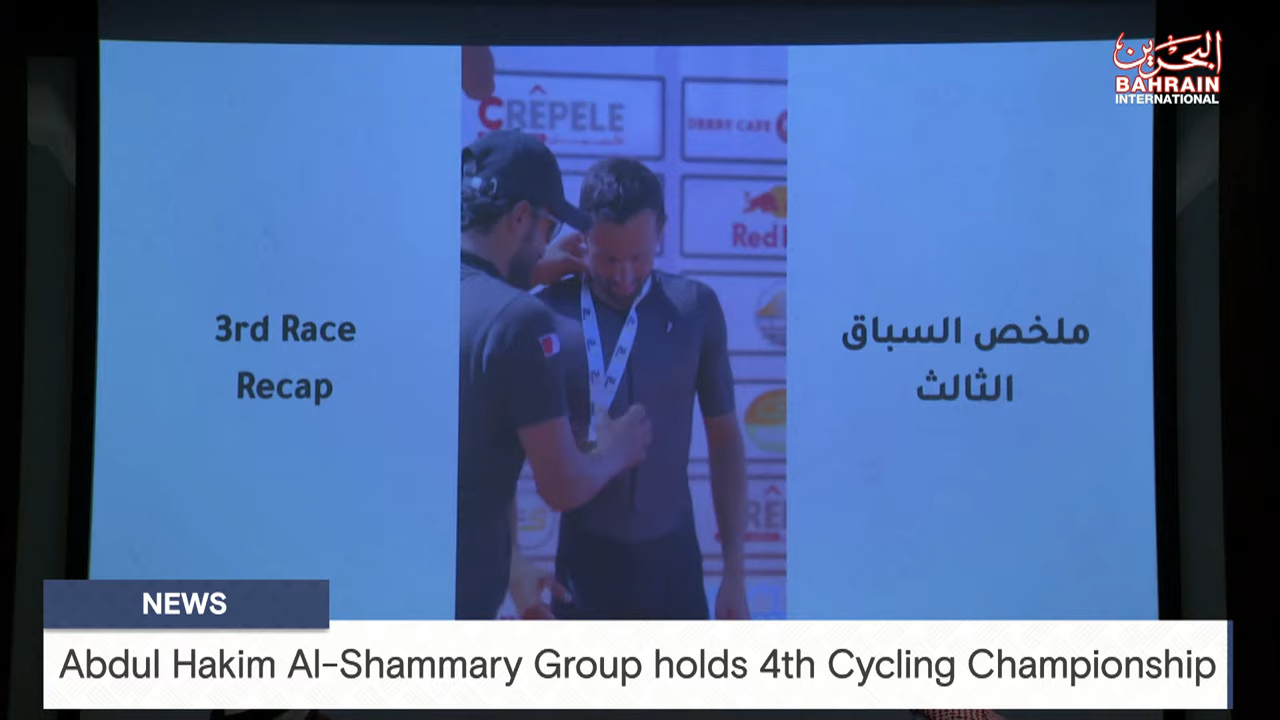 البحرين
BAHRAIN
INTERNATIONAL
CRÊPELE
DERBY CAFE
Red
3rd Race
Recap
ملخص السباق
الثالث
NEWS
Abdul Hakim Al-Shammary Group holds 4th Cycling Championship